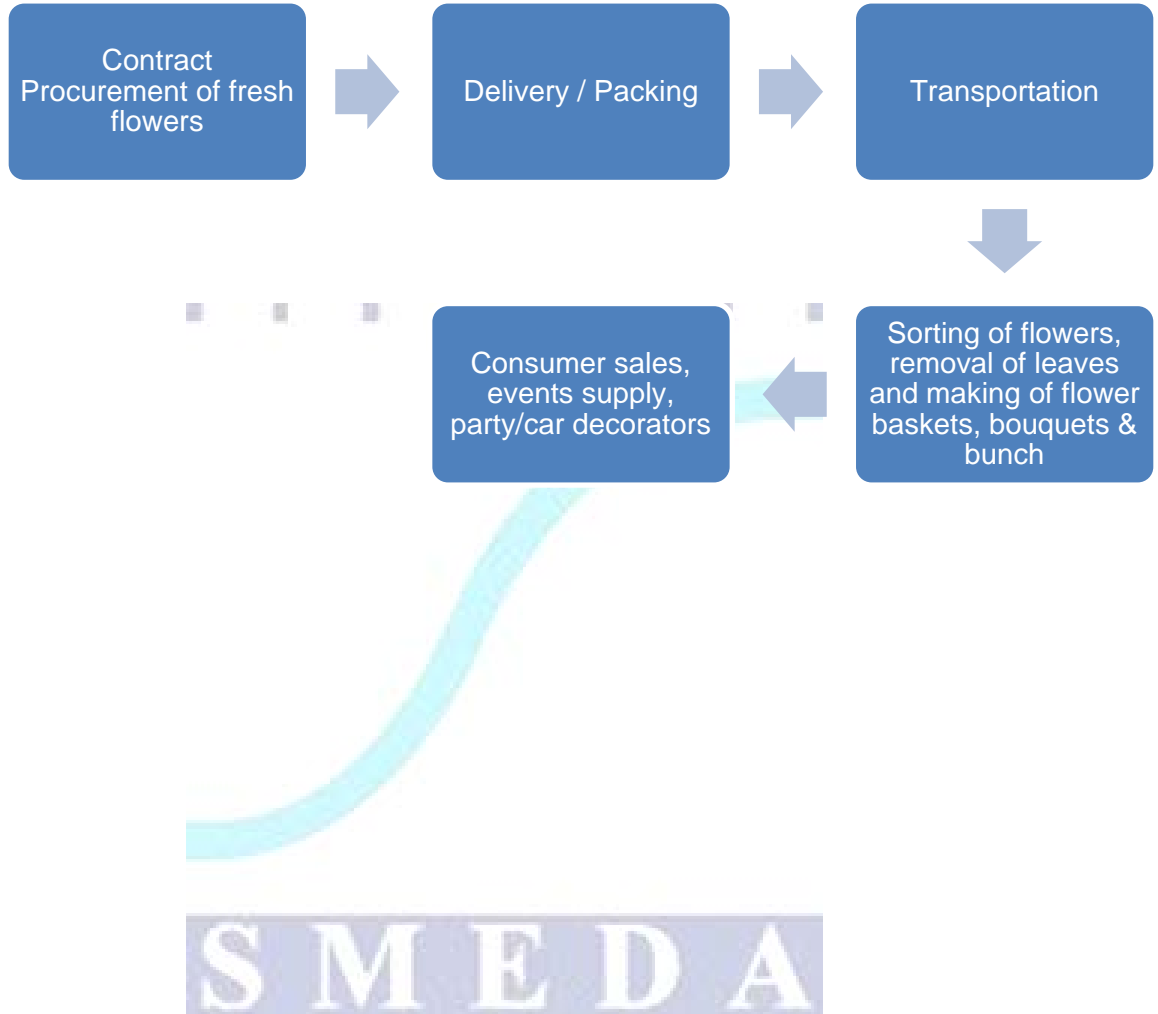 Contract
Procurement of fresh
flowers
Delivery / Packing
Transportation
Sorting of flowers,
removal of leaves
and making of flower
baskets, bouquets &
bunch
Consumer sales,
events supply,
party/car decorators
S M E D A